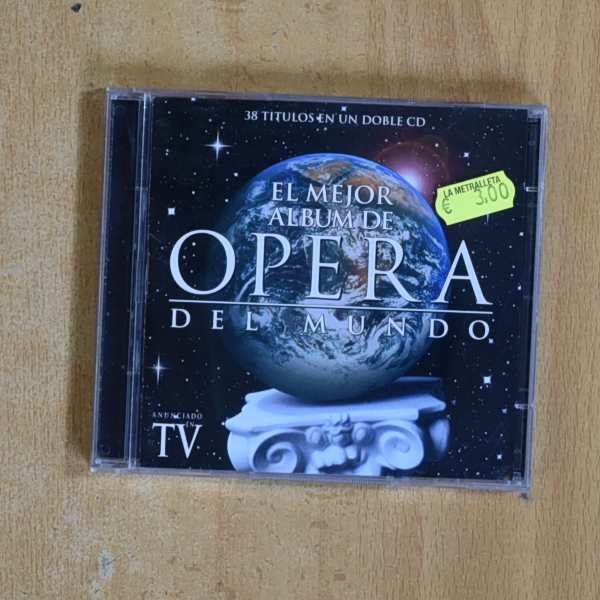 38 TITULOS EN UN DOBLE CD
EL MEJOR
ALBUM DE
OPERA
DEL MUNDO
LA METRALLETA
€ 3,00
ANUNCIADO
EN
TV